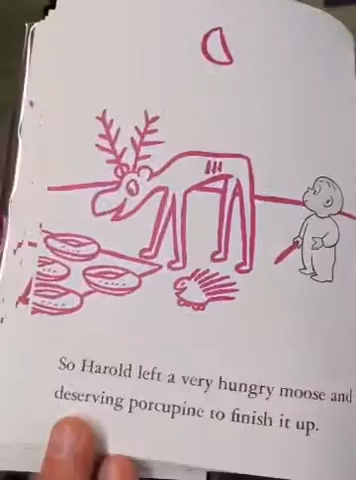 So Harold left a very hungry moose and
deserving porcupine to finish it up.